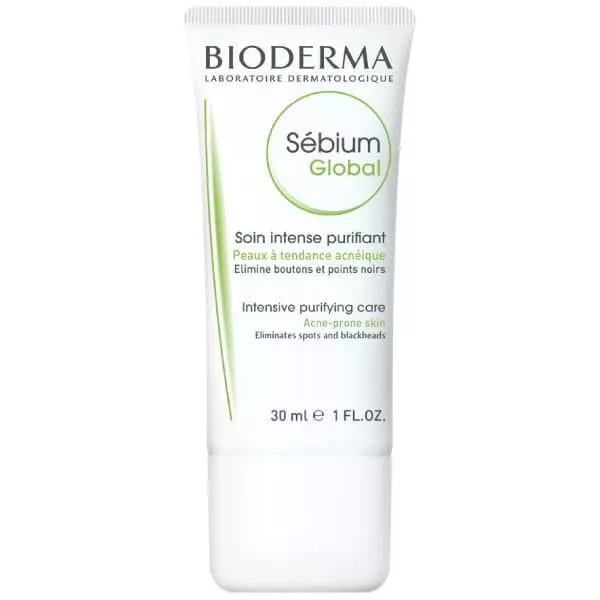 BIODERMA
LABORATOIRE DERMATOLOGIQUE
Sébium
Global
Soin intense purifiant
Peaux à tendance acnéique
Elimine boutons et points noirs
Intensive purifying care
Acne-prone skin
Eliminates spots and blackheads
30 ml ℮ 1 FL.OZ.